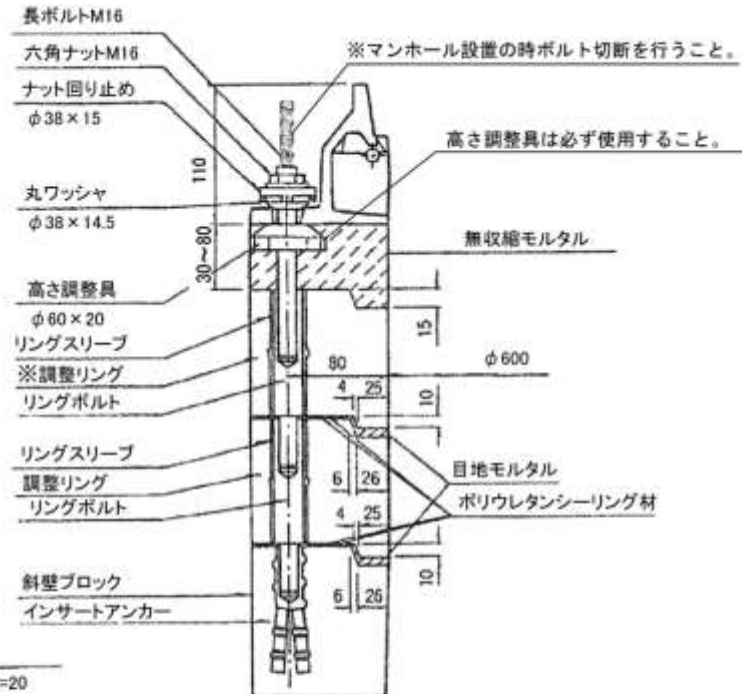 長ボルトM16
六角ナットM16
※マンホール設置の時ボルト切断を行うこと。
ナット回り止め
φ38×15
高さ調整具は必ず使用すること。
110
丸ワッシャ
φ38×14.5
無収縮モルタル
30~80
高さ調整具
φ60×20
15
リングスリーブ
※調整リング
80
φ600
リングボルト
4
25
10
リングスリーブ
調整リング
6
26
目地モルタル
リングボルト
4
25
ポリウレタンシーリング材
斜壁ブロック
6
26
10
インサートアンカー
=20